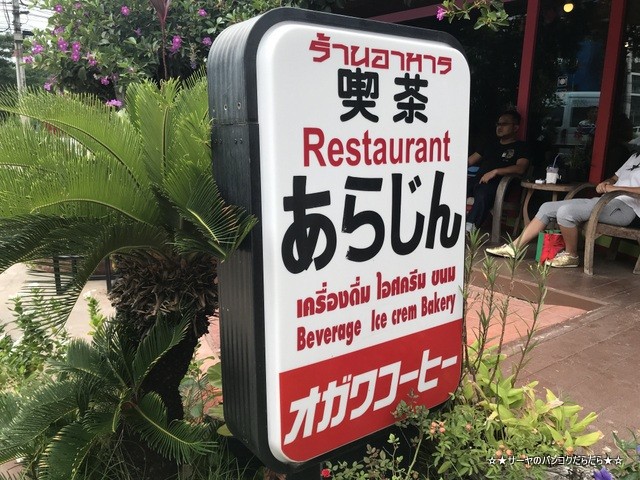 ร้านอาหาร
喫茶
Restaurant
あらじん
เครื่องดื่ม ไอศครีม ขนม
Beverage Ice crem Bakery
オガワコーヒー
☆★サーヤのバンコクだらだら★☆